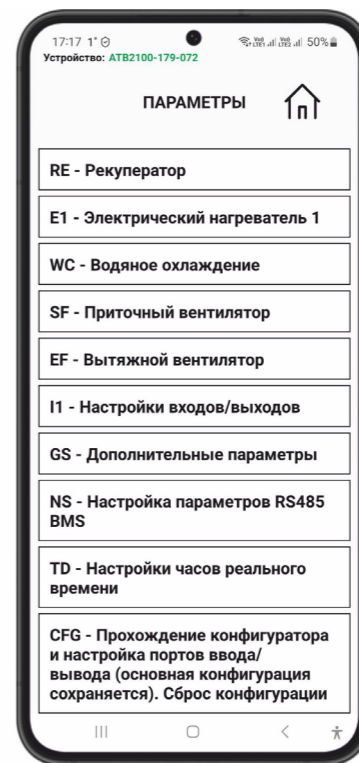 17:17 1°
50%
Устройство: ATB2100-179-072
ПАРАМЕТРЫ
RE - Рекуператор
E1 - Электрический нагреватель 1
WC - Водяное охлаждение
SF - Приточный вентилятор
EF - Вытяжной вентилятор
I1 - Настройки входов/выходов
GS - Дополнительные параметры
NS - Настройка параметров RS485
BMS
TD - Настройки часов реального
времени
CFG - Прохождение конфигуратора
и настройка портов ввода/
вывода (основная конфигурация
сохраняется). Сброс конфигурации